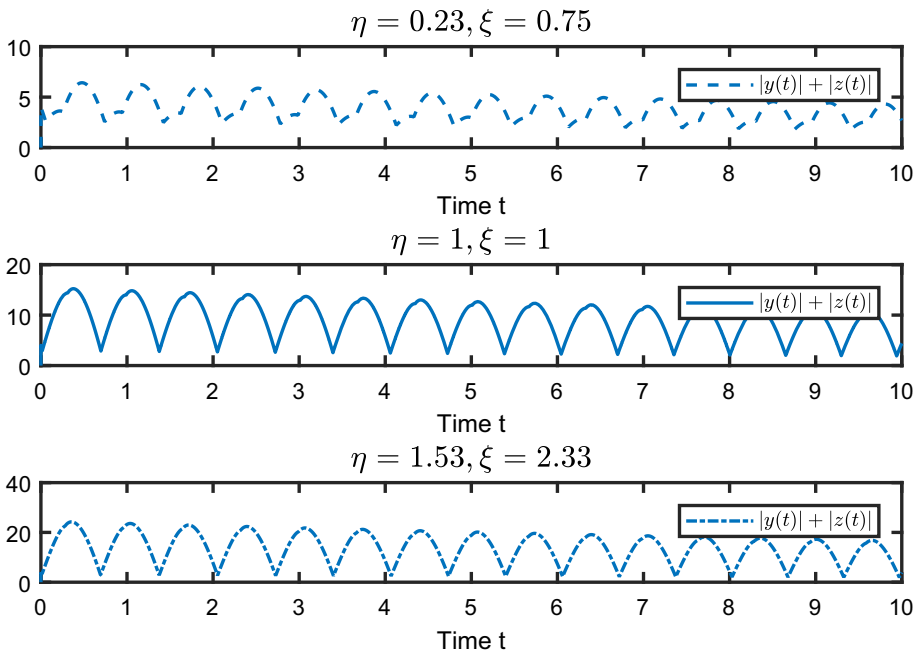 η = 0.23, ξ = 0.75
10
|y(t)| + |z(t)|
5
0
0 1 2 3 4 5 6 7 8 9 10
Time t
η = 1, ξ = 1
20
|y(t)| + |z(t)|
10
0
0 1 2 3 4 5 6 7 8 9 10
Time t
η = 1.53, ξ = 2.33
40
|y(t)| + |z(t)|
20
0
0 1 2 3 4 5 6 7 8 9 10
Time t